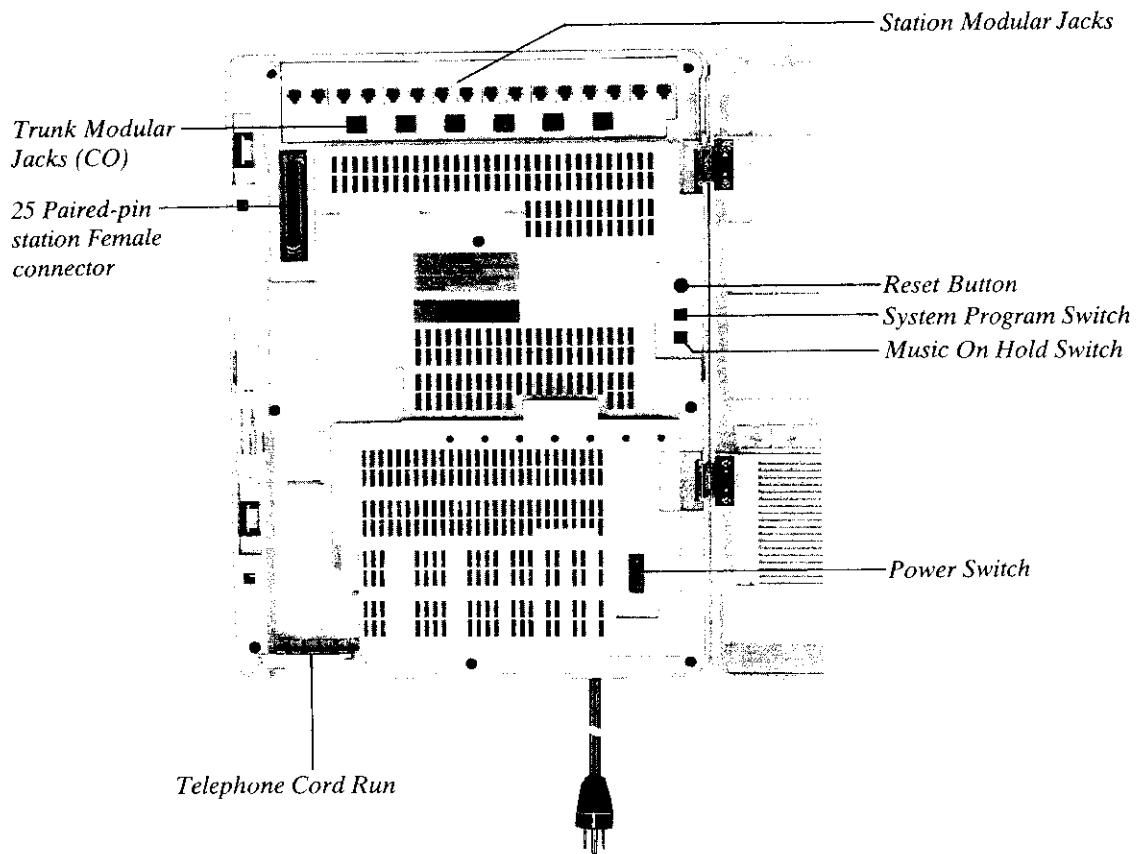 Station Modular Jacks
Trunk Modular
Jacks (CO)
25 Paired-pin
station Female
connector
Reset Button
System Program Switch
Music On Hold Switch
Power Switch
Telephone Cord Run